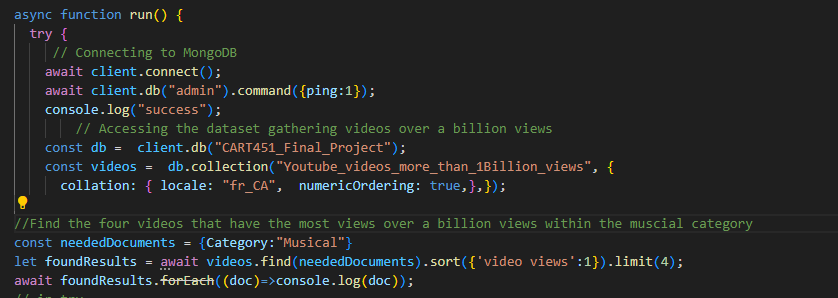 async function run() {
try {
// Connecting to MongoDB
await client.connect();
await client.db("admin").command({ping:1});
console.log("success");
// Accessing the dataset gathering videos over a billion views
const db =  client.db("CART451_Final_Project");
const videos =  db.collection("Youtube_videos_more_than_1Billion_views", {
collation: { locale: "fr_CA",  numericOrdering: true,},});
//Find the four videos that have the most views over a billion views within the muscial category
const neededDocuments = {Category:"Musical"}
let foundResults = await videos.find(neededDocuments).sort({'video views':1}).limit(4);
await foundResults.forEach((doc)=>console.log(doc));
// in try